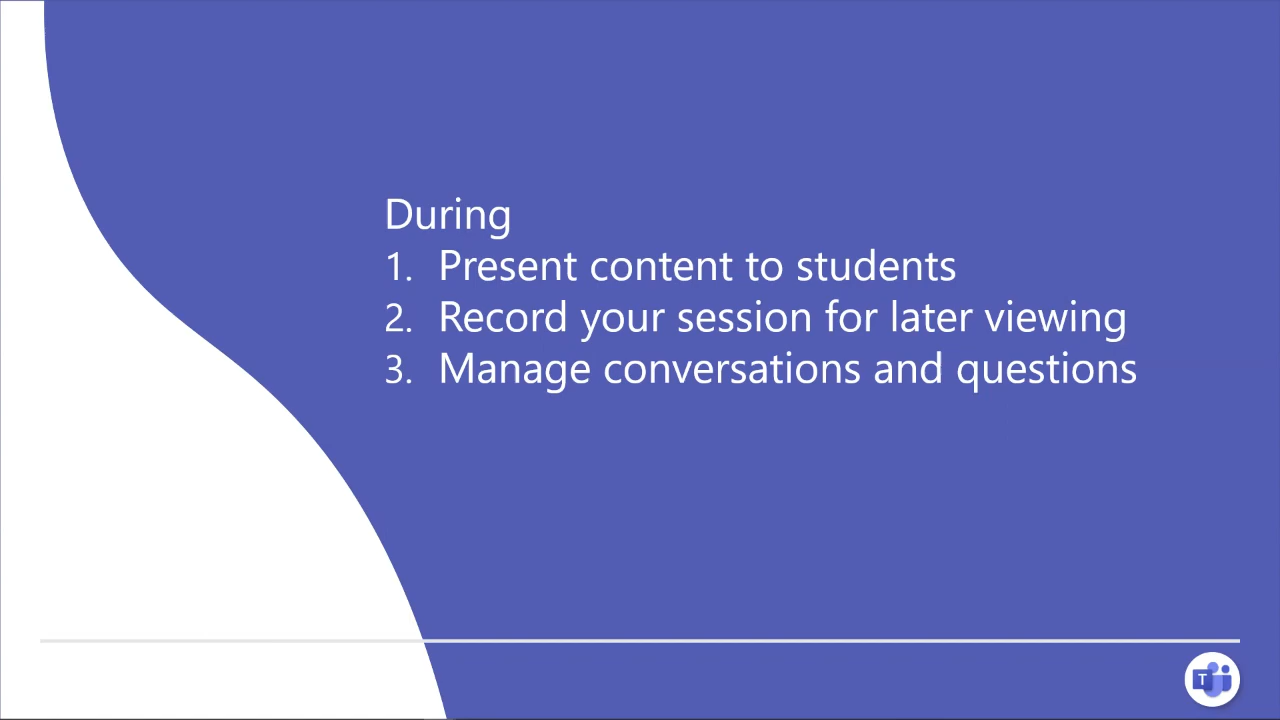 During
1. Present content to students
2. Record your session for later viewing
3. Manage conversations and questions
T